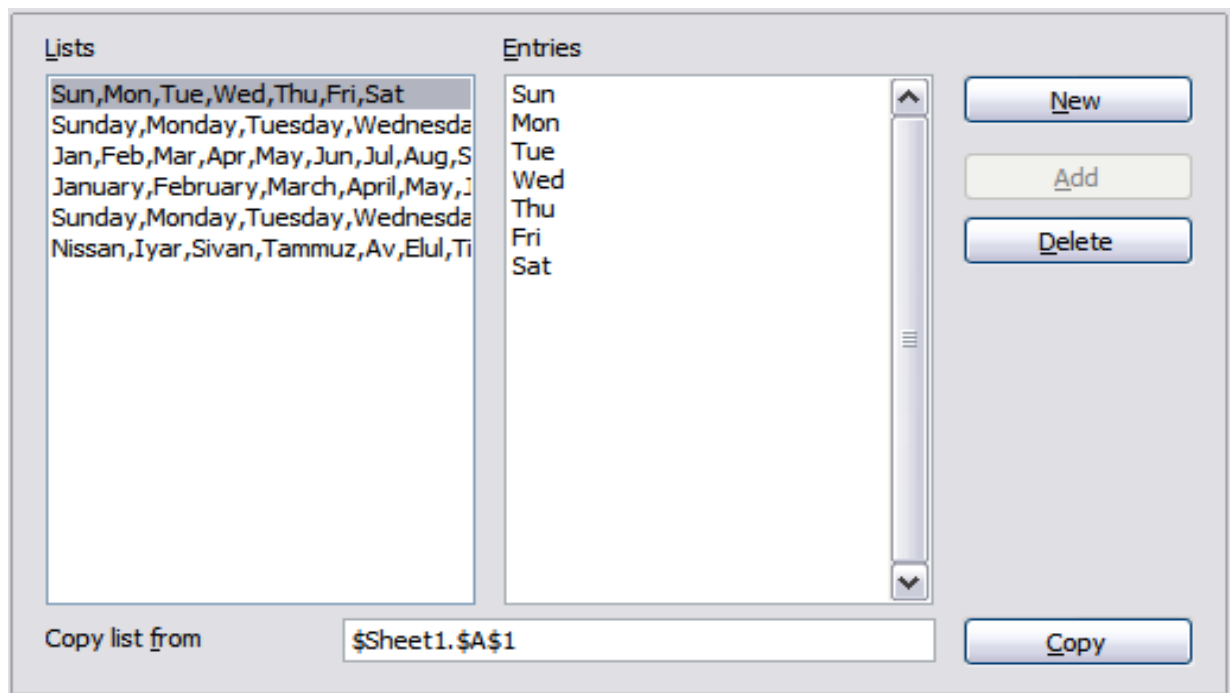 Lists
Entries
Sun,Mon,Tue,Wed,Thu,Fri,Sat
Sunday,Monday,Tuesday,Wednesda
Jan,Feb,Mar,Apr,May,Jun,Jul,Aug,S
January,February,March,April,May,J
Sunday,Monday,Tuesday,Wednesda
Nissan,Iyar,Sivan,Tammuz,Av,Elul,Ti
Sun
Mon
Tue
Wed
Thu
Fri
Sat
New
Add
Delete
Copy list from
$Sheet1.$A$1
Copy